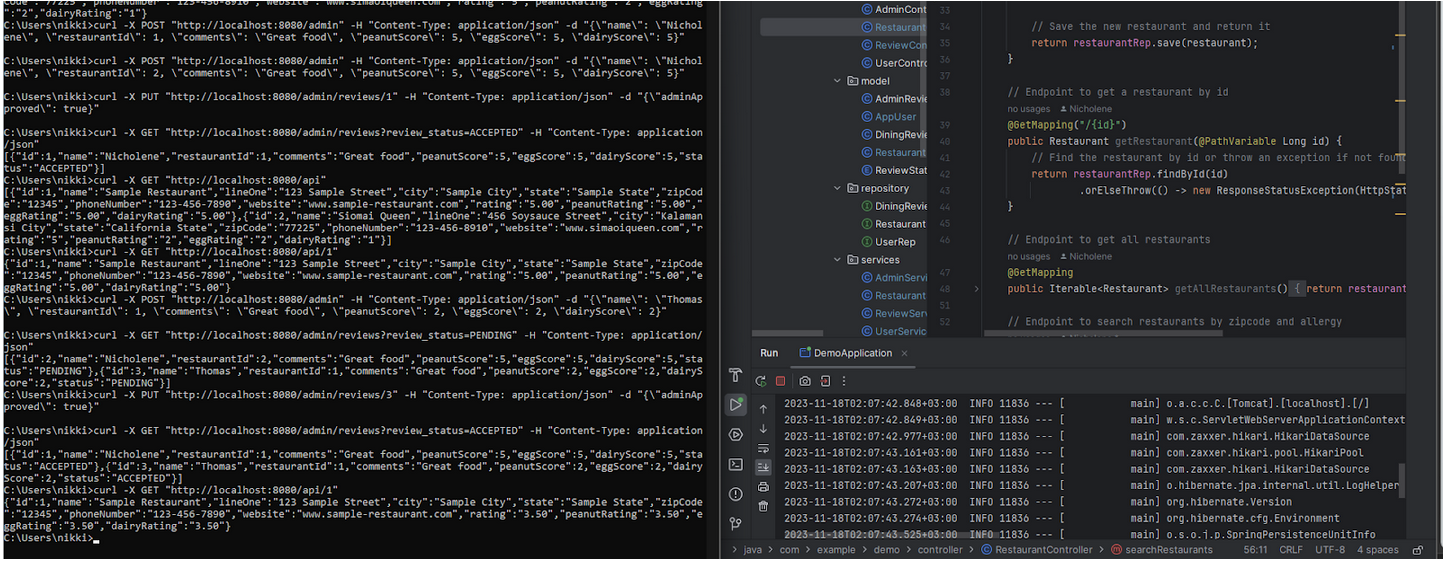 : "77225","phoneNumber":"123-456-8910","website":"www.simaoiqueen.com","rating":"5","peanutRating":"2","eggRating"
:"2","dairyRating":"1"}
C:\Users\nikki>curl -X POST "http://localhost:8080/admin" -H "Content-Type: application/json" -d "{\"name\": \"Nichol
ene\", \"restaurantId\": 1, \"comments\": \"Great food\", \"peanutScore\": 5, \"eggScore\": 5, \"dairyScore\": 5}"
C:\Users\nikki>curl -X POST "http://localhost:8080/admin" -H "Content-Type: application/json" -d "{\"name\": \"Nichol
ene\", \"restaurantId\": 2, \"comments\": \"Great food\", \"peanutScore\": 5, \"eggScore\": 5, \"dairyScore\": 5}"
C:\Users\nikki>curl -X PUT "http://localhost:8080/admin/reviews/1" -H "Content-Type: application/json" -d "{\"adminAp
proved\": true}"
C:\Users\nikki>curl -X GET "http://localhost:8080/admin/reviews?review_status=ACCEPTED" -H "Content-Type: application
/json"
[{"id":1,"name":"Nicholene","restaurantId":1,"comments":"Great food","peanutScore":5,"eggScore":5,"dairyScore":5,"sta
tus":"ACCEPTED"}]
C:\Users\nikki>curl -X GET "http://localhost:8080/api"
[{"id":1,"name":"Sample Restaurant","lineOne":"123 Sample Street","city":"Sample City","state":"Sample State","zipCod
e":"12345","phoneNumber":"123-456-7890","website":"www.sample-restaurant.com","rating":"5.00","peanutRating":"5.00","
eggRating":"5.00","dairyRating":"5.00"},{"id":2,"name":"Siomai Queen","lineOne":"456 Soysauce Street","city":"Kalaman
si City","state":"California State","zipCode":"77225","phoneNumber":"123-456-8910","website":"www.simaoiqueen.com","r
ating":"5","peanutRating":"2","eggRating":"2","dairyRating":"1"}]
C:\Users\nikki>curl -X GET "http://localhost:8080/api/1"
{"id":1,"name":"Sample Restaurant","lineOne":"123 Sample Street","city":"Sample City","state":"Sample State","zipCode
":"12345","phoneNumber":"123-456-7890","website":"www.sample-restaurant.com","rating":"5.00","peanutRating":"5.00","e
ggRating":"5.00","dairyRating":"5.00"}
C:\Users\nikki>curl -X POST "http://localhost:8080/admin" -H "Content-Type: application/json" -d "{\"name\": \"Thomas
\", \"restaurantId\": 1, \"comments\": \"Great food\", \"peanutScore\": 2, \"eggScore\": 2, \"dairyScore\": 2}"
C:\Users\nikki>curl -X GET "http://localhost:8080/admin/reviews?review_status=PENDING" -H "Content-Type: application/
json"
[{"id":2,"name":"Nicholene","restaurantId":2,"comments":"Great food","peanutScore":5,"eggScore":5,"dairyScore":5,"sta
tus":"PENDING"},{"id":3,"name":"Thomas","restaurantId":1,"comments":"Great food","peanutScore":2,"eggScore":2,"dairyS
core":2,"status":"PENDING"}]
C:\Users\nikki>curl -X PUT "http://localhost:8080/admin/reviews/3" -H "Content-Type: application/json" -d "{\"adminAp
proved\": true}"
C:\Users\nikki>curl -X GET "http://localhost:8080/admin/reviews?review_status=ACCEPTED" -H "Content-Type: application
/json"
[{"id":1,"name":"Nicholene","restaurantId":1,"comments":"Great food","peanutScore":5,"eggScore":5,"dairyScore":5,"sta
tus":"ACCEPTED"},{"id":3,"name":"Thomas","restaurantId":1,"comments":"Great food","peanutScore":2,"eggScore":2,"dairy
Score":2,"status":"ACCEPTED"}]
C:\Users\nikki>curl -X GET "http://localhost:8080/api/1"
{"id":1,"name":"Sample Restaurant","lineOne":"123 Sample Street","city":"Sample City","state":"Sample State","zipCode
":"12345","phoneNumber":"123-456-7890","website":"www.sample-restaurant.com","rating":"3.50","peanutRating":"3.50","e
ggRating":"3.50","dairyRating":"3.50"}
C:\Users\nikki>
AdminCont
Restaurant
ReviewCon
UserContro
model
AdminRevie
AppUser
DiningRevie
Restaurant
ReviewStat
repository
DiningRevie
Restaurant
UserRep
services
AdminServi
Restaurant
ReviewServ
UserService
33
34 // Save the new restaurant and return it
35 return restaurantRep.save(restaurant);
36 }
37
38 // Endpoint to get a restaurant by id
no usages Nicholene
39 @GetMapping("/{id}")
40 public Restaurant getRestaurant(@PathVariable Long id) {
41 // Find the restaurant by id or throw an exception if not foun
42 return restaurantRep.findById(id)
43 .orElseThrow(() -> new ResponseStatusException(HttpStat
44 }
45
46 // Endpoint to get all restaurants
no usages Nicholene
47 @GetMapping
48 public Iterable<Restaurant> getAllRestaurants() { return restaurant
51
52 // Endpoint to search restaurants by zipcode and allergy
Run DemoApplication ×
2023-11-18T02:07:42.848+03:00 INFO 11836 --- [ main] o.a.c.c.C.[Tomcat].[localhost].[/]
2023-11-18T02:07:42.849+03:00 INFO 11836 --- [ main] w.s.c.ServletWebServerApplicationContext
2023-11-18T02:07:42.977+03:00 INFO 11836 --- [ main] com.zaxxer.hikari.HikariDataSource
2023-11-18T02:07:43.161+03:00 INFO 11836 --- [ main] com.zaxxer.hikari.pool.HikariPool
2023-11-18T02:07:43.163+03:00 INFO 11836 --- [ main] com.zaxxer.hikari.HikariDataSource
2023-11-18T02:07:43.207+03:00 INFO 11836 --- [ main] o.hibernate.jpa.internal.util.LogHelper
2023-11-18T02:07:43.271+03:00 INFO 11836 --- [ main] org.hibernate.Version
2023-11-18T02:07:43.274+03:00 INFO 11836 --- [ main] org.hibernate.cfg.Environment
2023-11-18T02:07:43.525+03:00 INFO 11836 --- [ main] o.s.o.j.p.SpringPersistenceUnitInfo
> java > com > example > demo > controller > RestaurantController > searchRestaurants 56:11 CRLF UTF-8 4 spaces